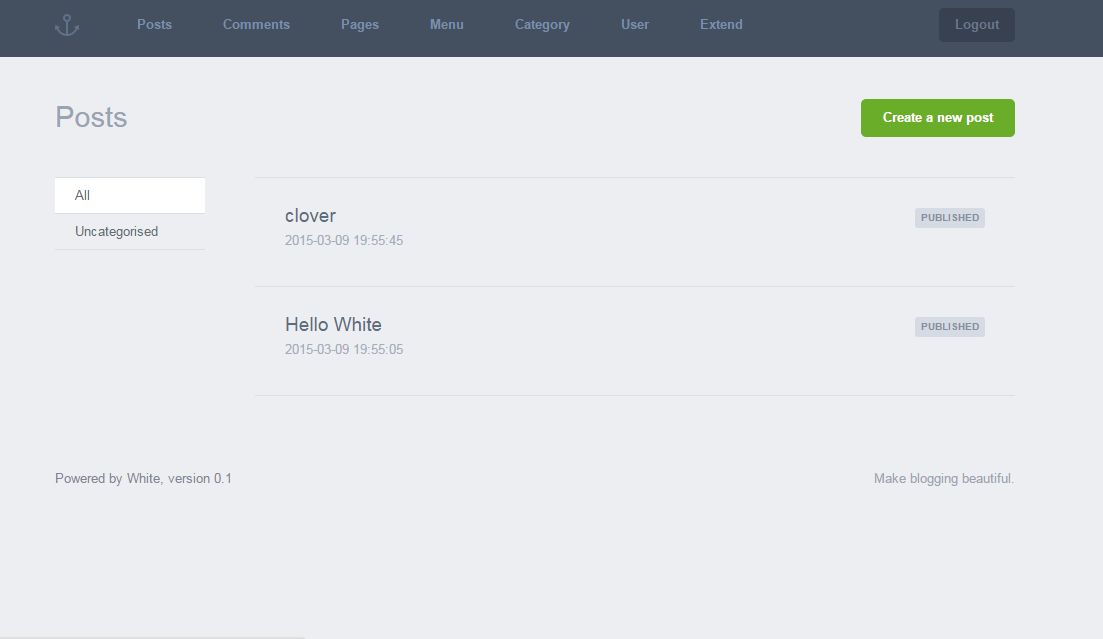 Posts Comments Pages Menu Category User Extend Logout
Posts
Create a new post
All
Uncategorised
clover
PUBLISHED
2015-03-09 19:55:45
Hello White
PUBLISHED
2015-03-09 19:55:05
Powered by White, version 0.1
Make blogging beautiful.